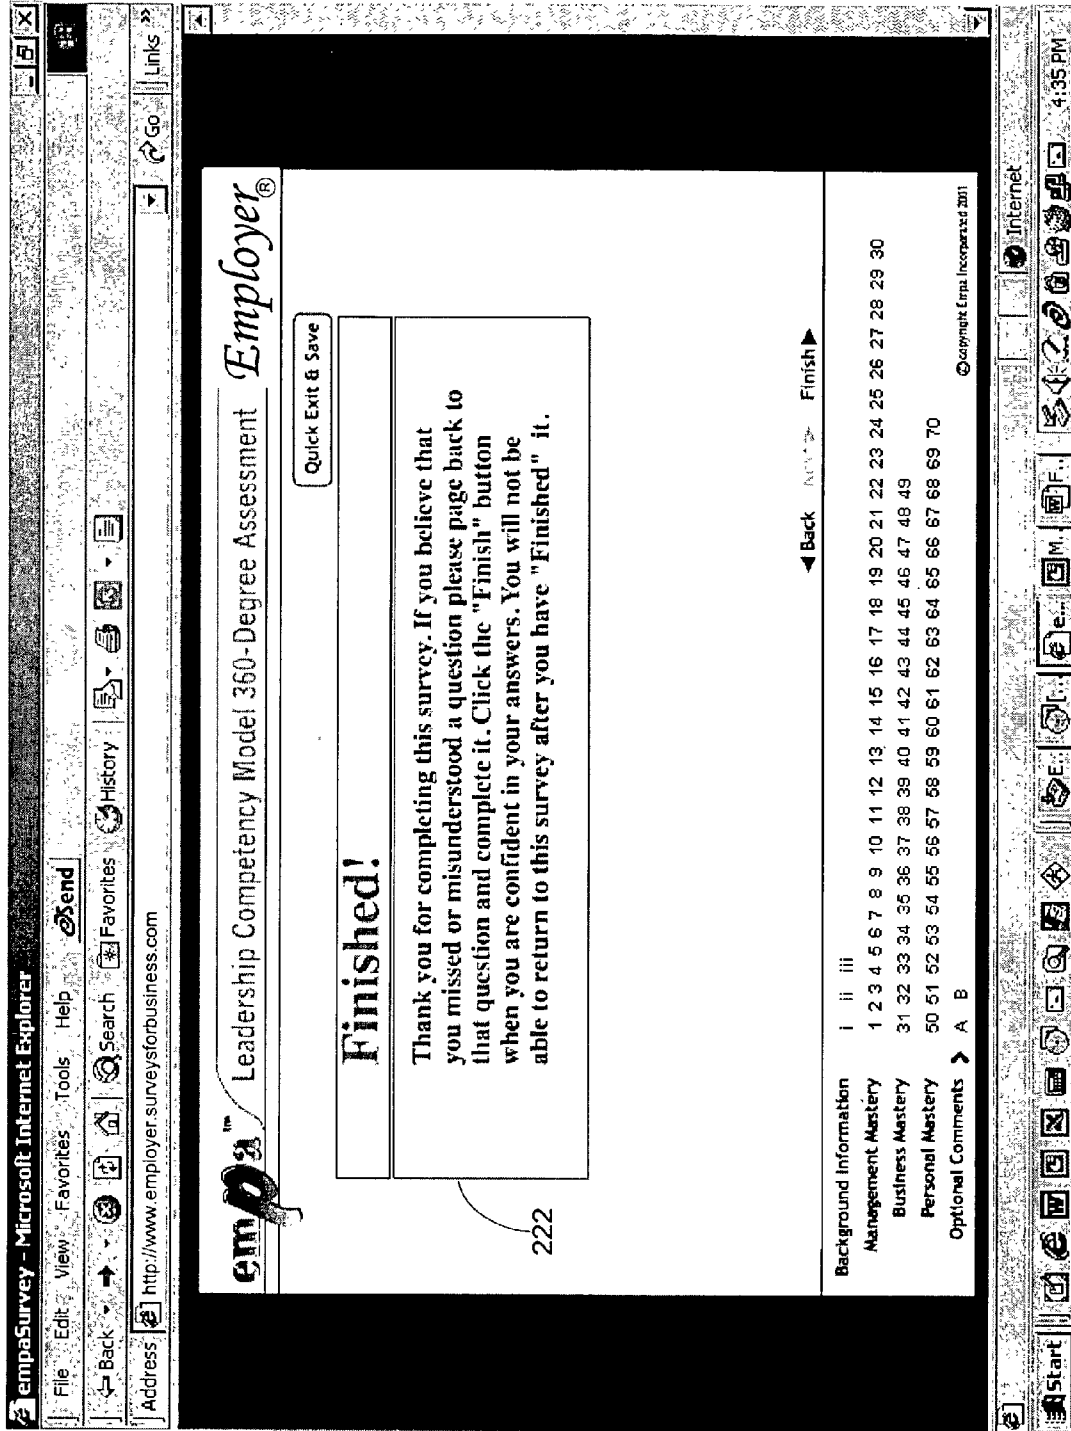 empaSurvey - Microsoft Internet Explorer
File Edit View Favorites Tools Help Send
Back Search Favorites History
Address http://www.employer.surveysforbusiness.com Go Links »
empa™ Leadership Competency Model 360-Degree Assessment Employer®
Quick Exit & Save
Finished!
Thank you for completing this survey. If you believe that
you missed or misunderstood a question please page back to
that question and complete it. Click the "Finish" button
when you are confident in your answers. You will not be
able to return to this survey after you have "Finished" it.
222
Back Finish
Background Information i ii iii
Management Mastery 1 2 3 4 5 6 7 8 9 10 11 12 13 14 15 16 17 18 19 20 21 22 23 24 25 26 27 28 29 30
Business Mastery 31 32 33 34 35 36 37 38 39 40 41 42 43 44 45 46 47 48 49
Personal Mastery 50 51 52 53 54 55 56 57 58 59 60 61 62 63 64 65 66 67 68 69 70
Optional Comments A B
© copyright Empa Incorporated 2001
Internet
Start E... e... M... F... 4:35 PM